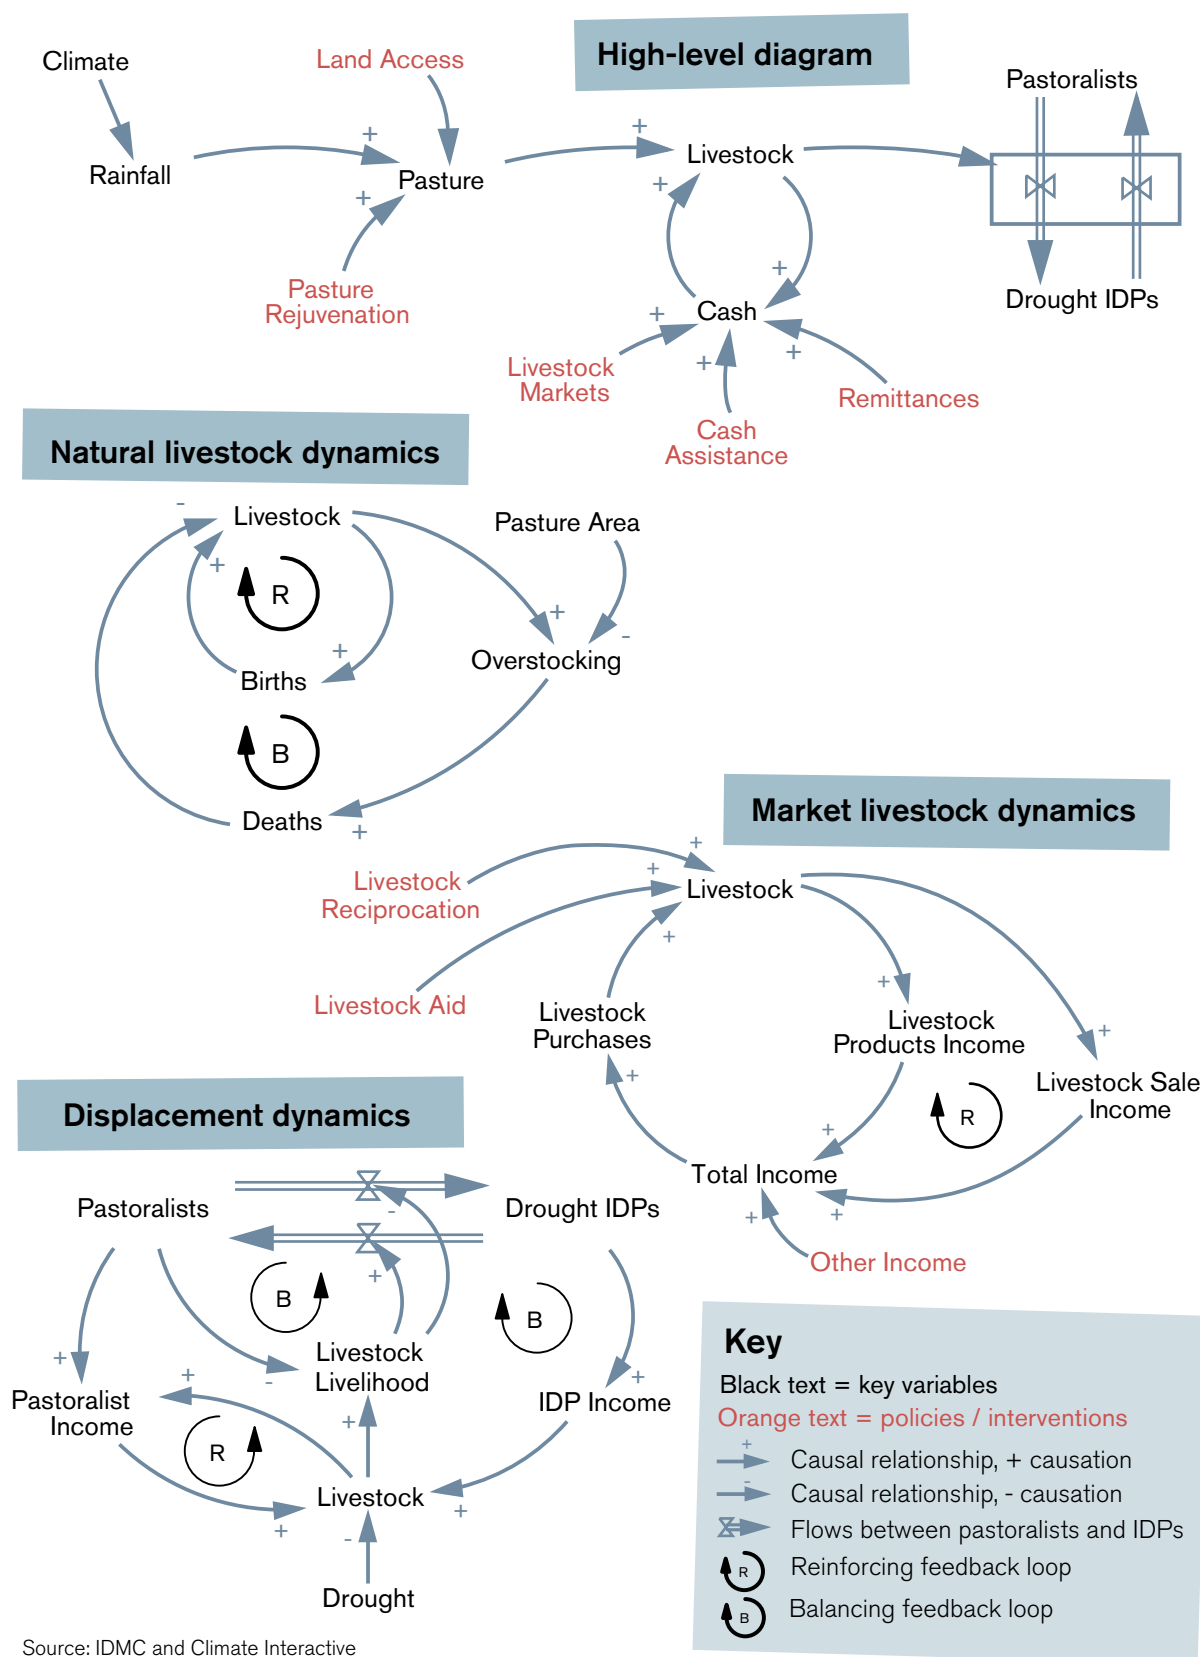 High-level diagram
Climate
Land Access
Pastoralists
+
+
Rainfall
Pasture
Livestock
+
+
Pasture
Rejuvenation
+
Cash
Drought IDPs
+
+
+
Livestock
Markets
Remittances
Cash
Assistance
Natural livestock dynamics
-
Livestock
Pasture Area
+
R
+
-
+
Overstocking
Births
B
Deaths
+
Market livestock dynamics
+
+
Livestock
Reciprocation
Livestock
+
+
Livestock Aid
Livestock
Purchases
Livestock
Products Income
+
+
Livestock Sale
Income
R
+
Total Income
+
+
Other Income
Displacement dynamics
Pastoralists
-
Drought IDPs
+
B
B
+
Livestock
Livelihood
-
+
+
Pastoralist
Income
IDP Income
+
R
Livestock
+
+
-
Drought
Key
Black text = key variables
Orange text = policies / interventions
+
Causal relationship, + causation
-
Causal relationship, - causation
Flows between pastoralists and IDPs
R
Reinforcing feedback loop
B
Balancing feedback loop
Source: IDMC and Climate Interactive